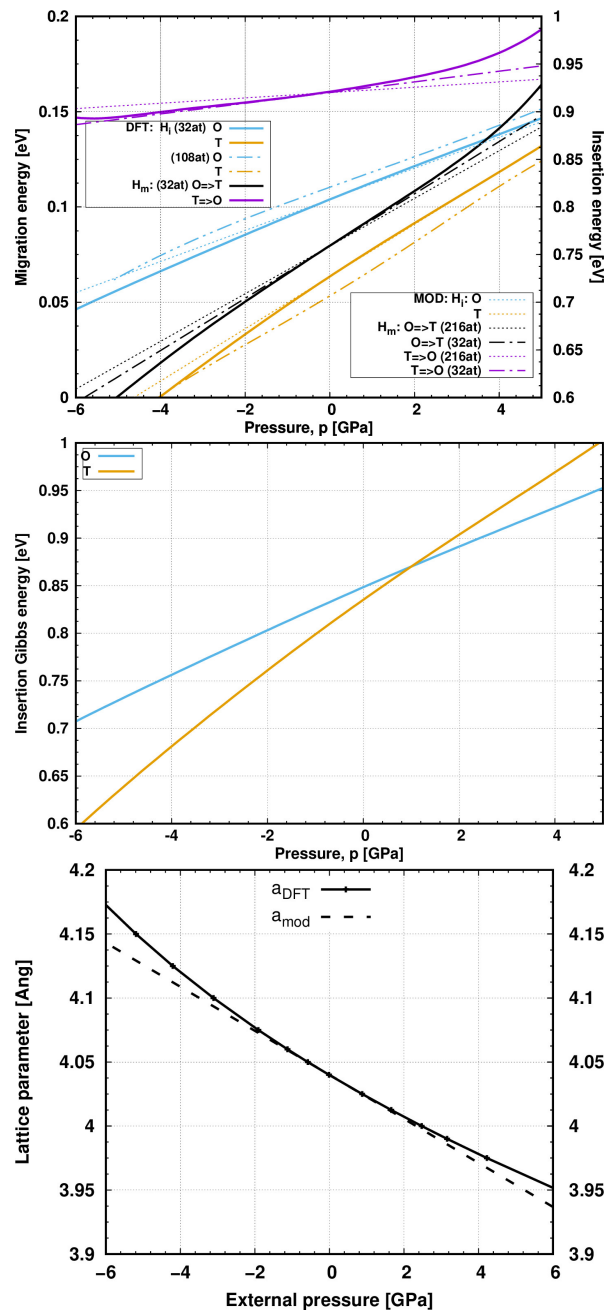 0.2
0.15
0.1
0.05
0
Migration energy [eV]
1
0.95
0.9
0.85
0.8
0.75
0.7
0.65
0.6
Insertion energy [eV]
DFT: Hi (32at) O
T
(108at) O
T
Hm: (32at) O=>T
T=>O
MOD: Hi: O
T
Hm: O=>T (216at)
O=>T (32at)
T=>O (216at)
T=>O (32at)
-6 -4 -2 0 2 4
Pressure, p [GPa]
1
0.95
0.9
0.85
0.8
0.75
0.7
0.65
0.6
Insertion Gibbs energy [eV]
O
T
-6 -4 -2 0 2 4
Pressure, p [GPa]
4.2
4.15
4.1
4.05
4
3.95
3.9
Lattice parameter [Ang]
aDFT
amod
4.2
4.15
4.1
4.05
4
3.95
3.9
−6 −4 −2 0 2 4 6
External pressure [GPa]